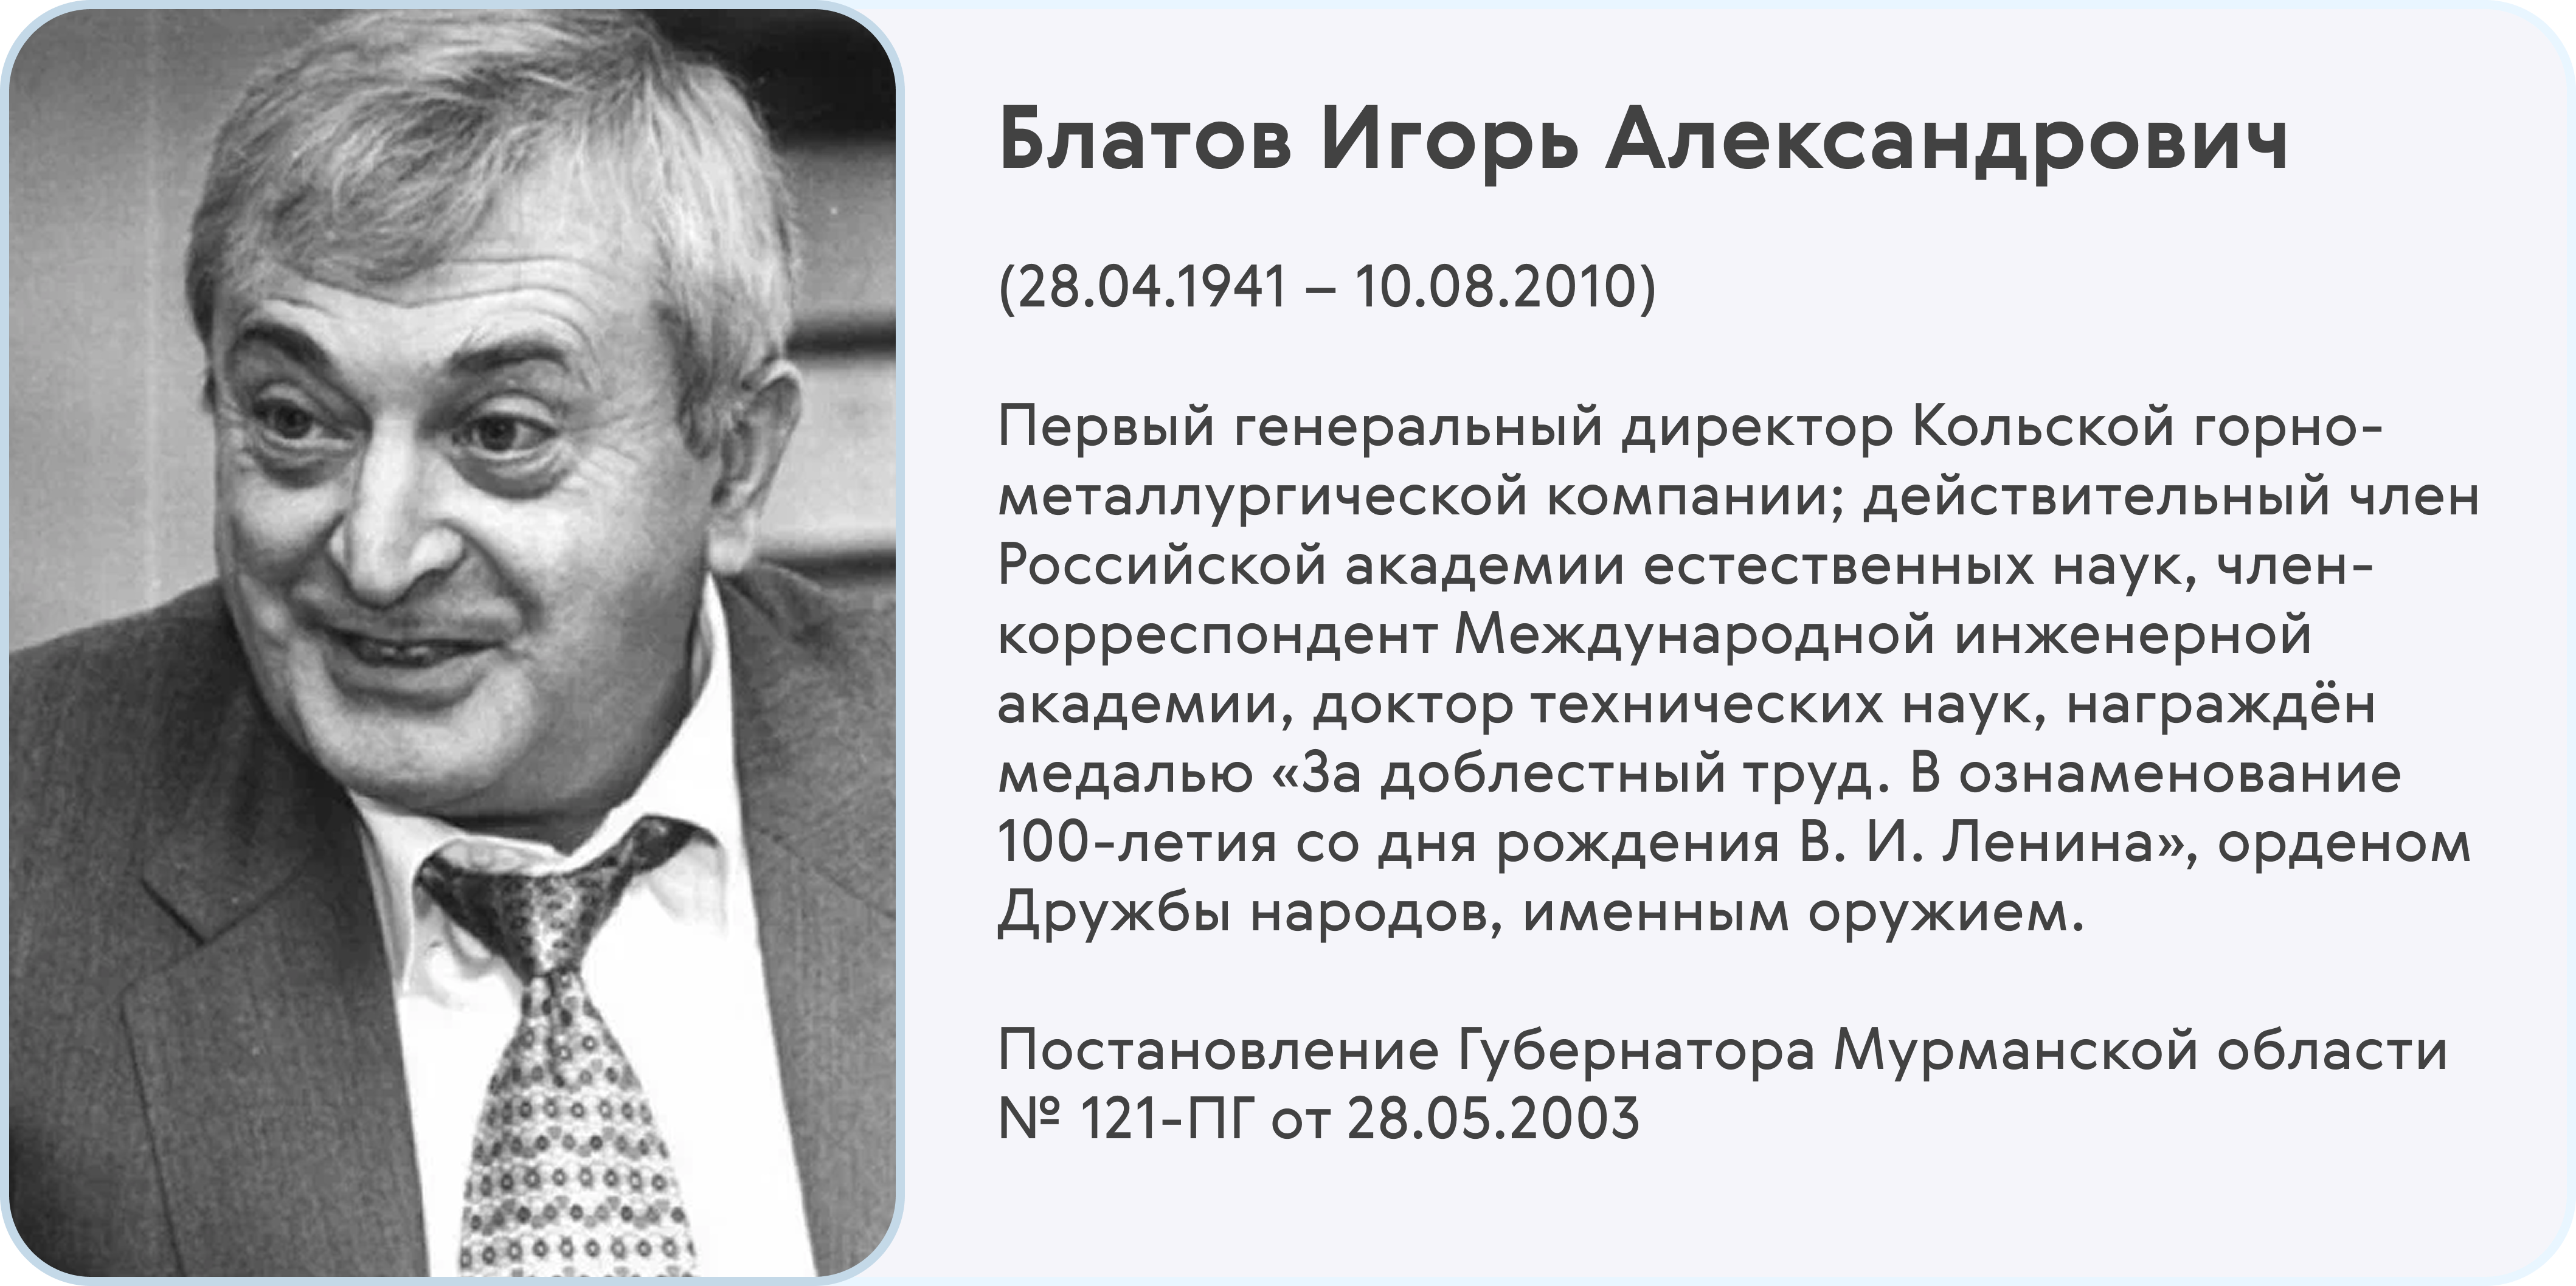 Блатов Игорь Александрович
(28.04.1941 – 10.08.2010)
Первый генеральный директор Кольской горно-
металлургической компании; действительный член
Российской академии естественных наук, член-
корреспондент Международной инженерной
академии, доктор технических наук, награждён
медалью «За доблестный труд. В ознаменование
100-летия со дня рождения В. И. Ленина», орденом
Дружбы народов, именным оружием.
Постановление Губернатора Мурманской области
№ 121-ПГ от 28.05.2003